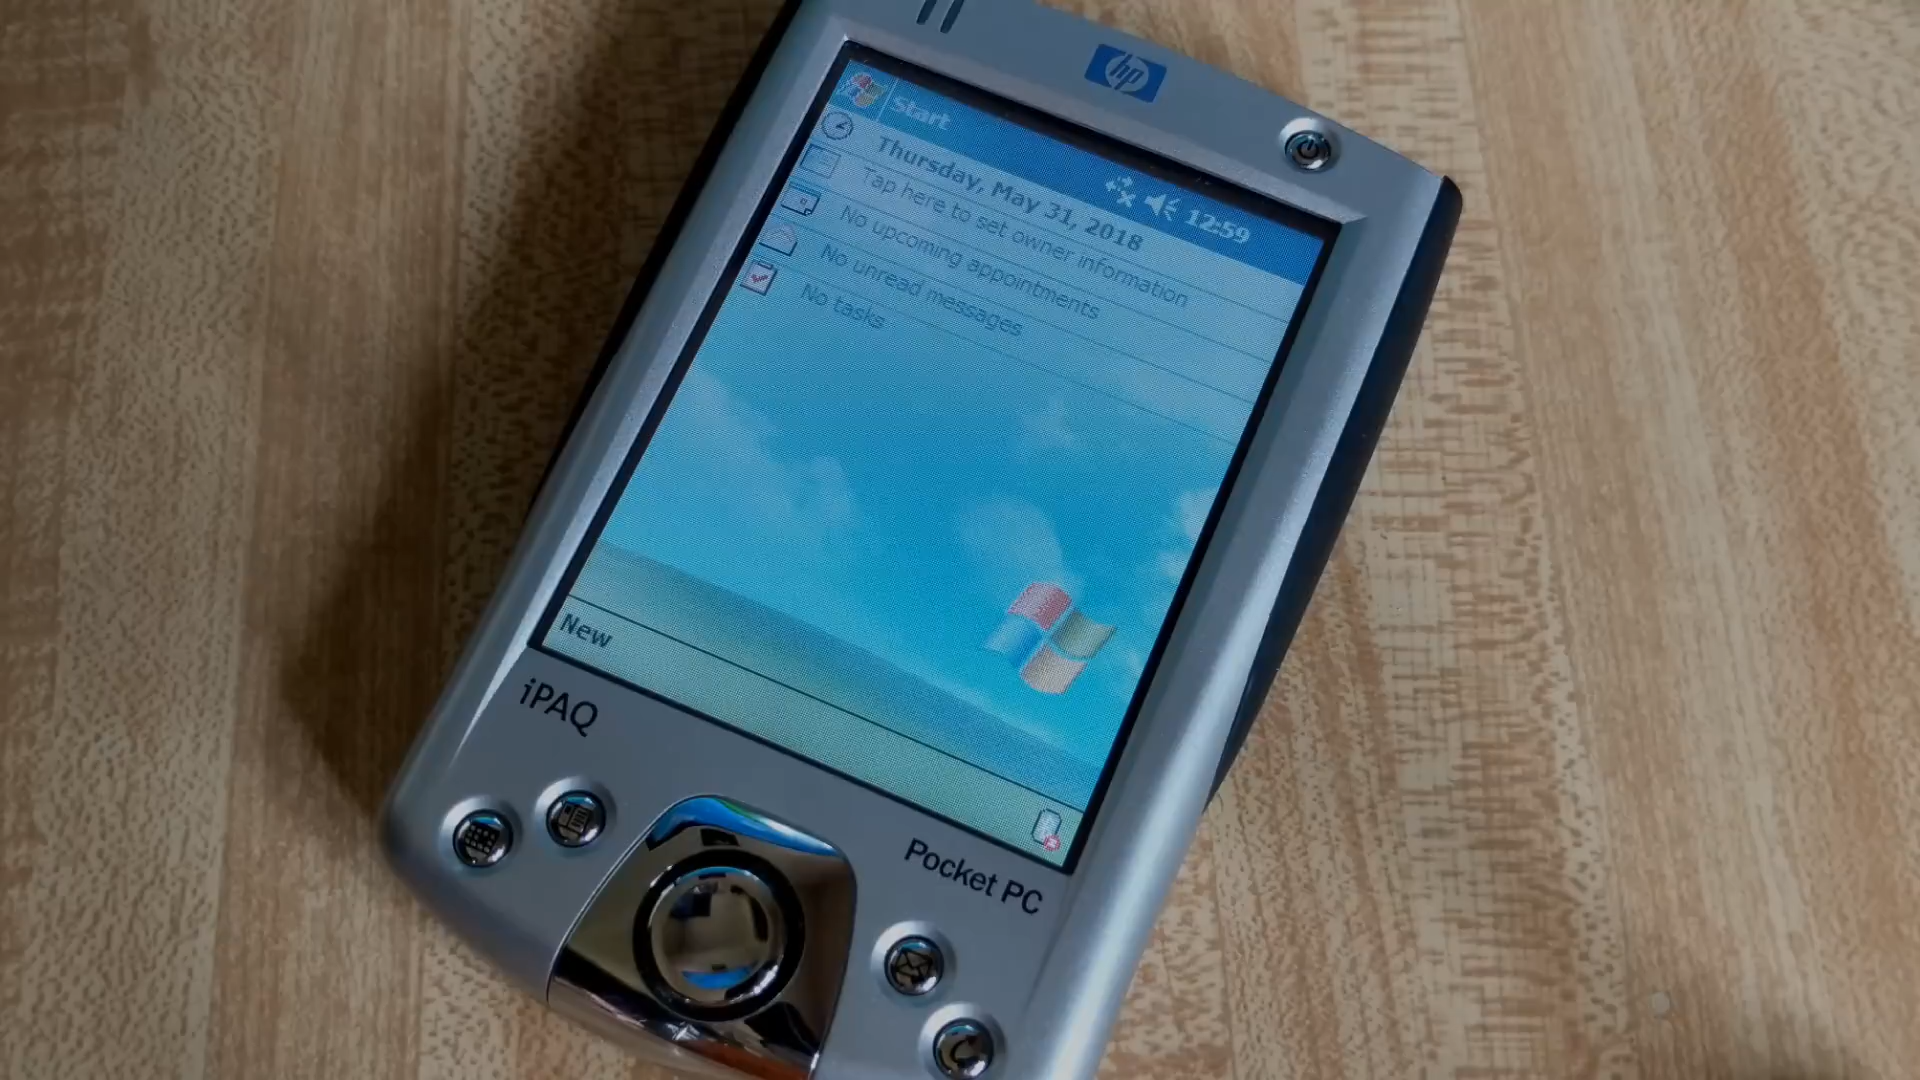 hp
Start 12:59
Thursday, May 31, 2018
Tap here to set owner information
No upcoming appointments
No unread messages
No tasks
New
iPAQ
Pocket PC